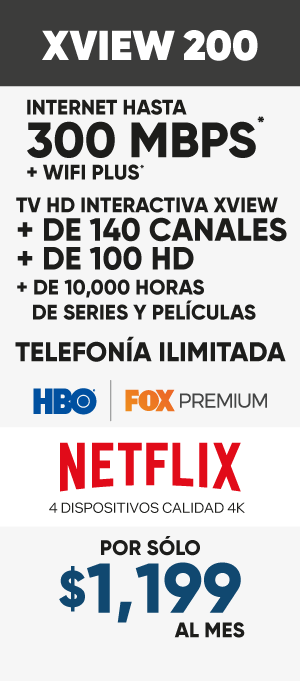 XVIEW 200
INTERNET HASTA
300 MBPS*
+ WIFI PLUS*
TV HD INTERACTIVA XVIEW
+ DE 140 CANALES
+ DE 100 HD
+ DE 10,000 HORAS
DE SERIES Y PELÍCULAS
TELEFONÍA ILIMITADA
HBO® | FOX PREMIUM
NETFLIX
4 DISPOSITIVOS CALIDAD 4K
POR SÓLO
$1,199
AL MES